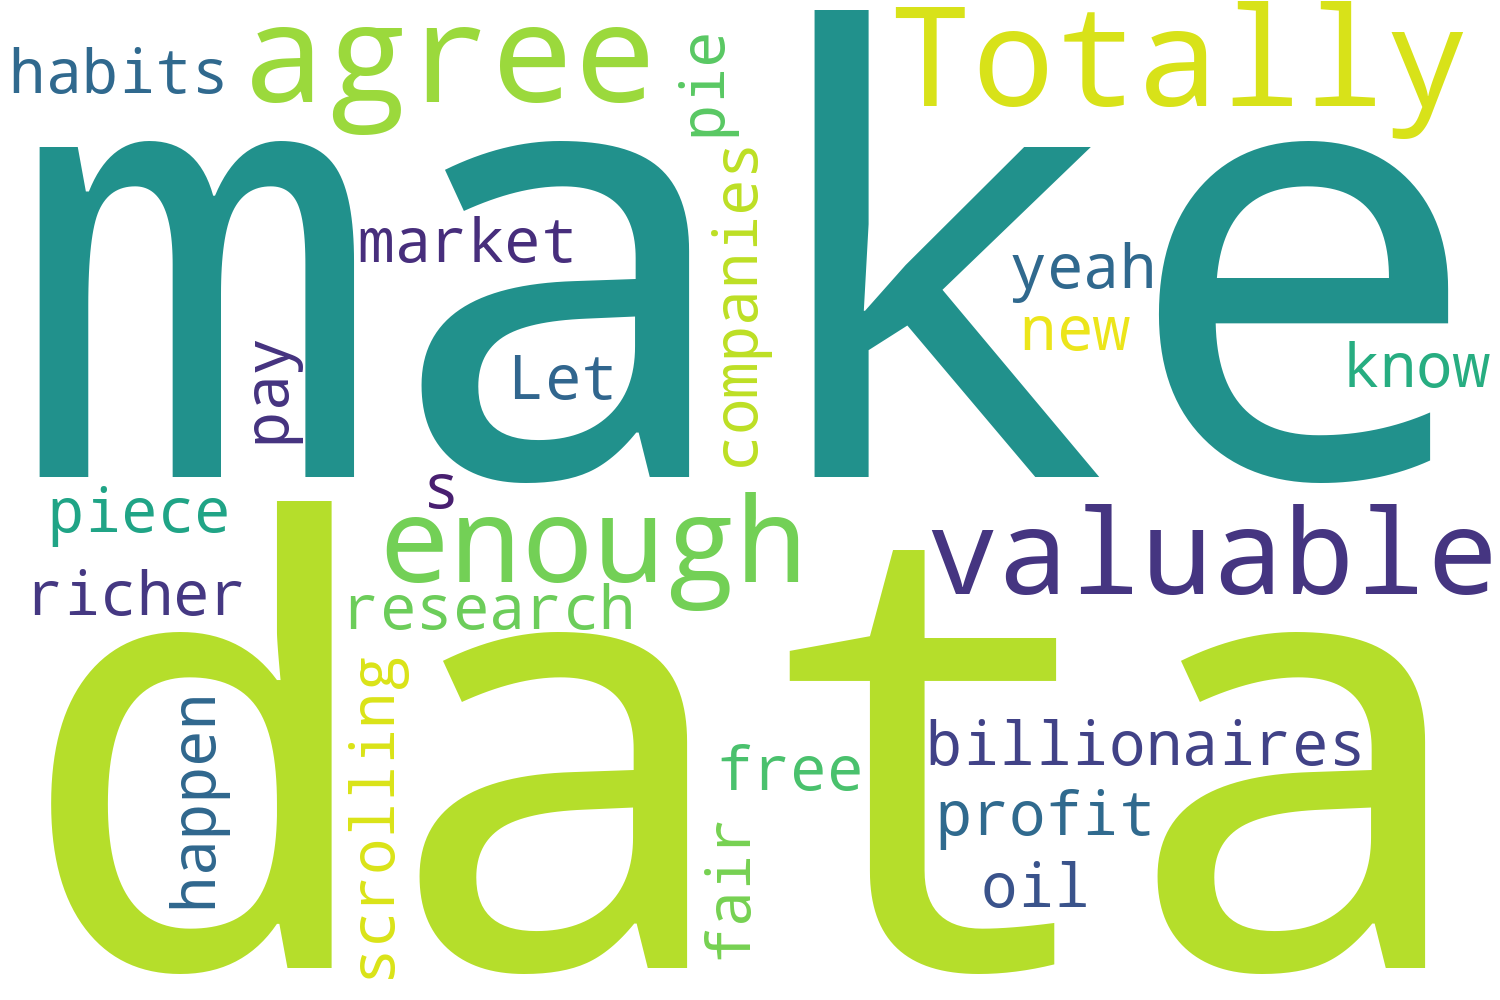 habits
agree
pie
Totally
make
market
companies
yeah
new
know
pay
Let
s
piece
enough
valuable
richer
research
data
happen
scrolling
free
fair
billionaires
profit
oil